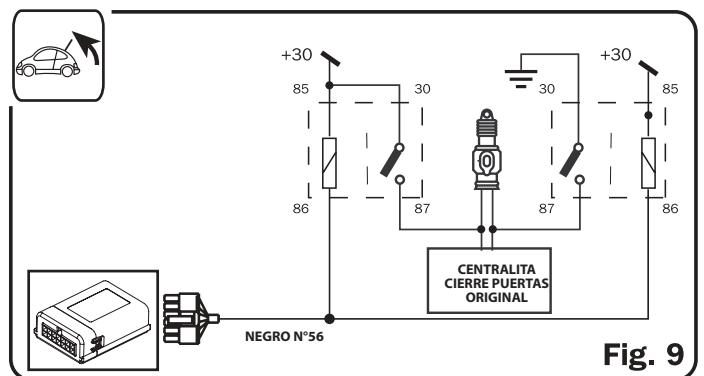 +30
+30
85
30
30
85
86
87
87
86
CENTRALITA
CIERRE PUERTAS
ORIGINAL
NEGRO N°56
Fig. 9